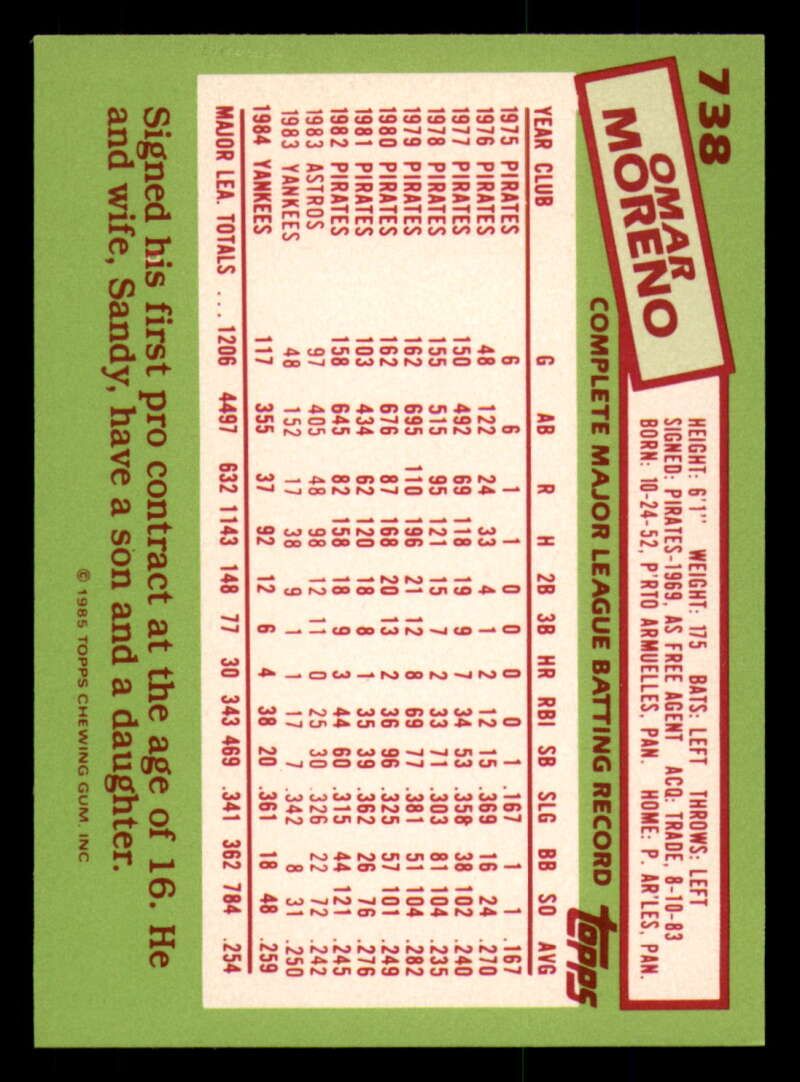 738
OMAR
MORENO
HEIGHT: 6'1" WEIGHT: 175 BATS: LEFT THROWS: LEFT
SIGNED: PIRATES-1969, AS FREE AGENT ACQ: TRADE, 8-10-83
BORN: 10-24-52, P'RTO ARMUELLES, PAN. HOME: P. AR'LES, PAN.
COMPLETE MAJOR LEAGUE BATTING RECORD topps
YEAR CLUB G AB R H 2B 3B HR RBI SB SLG BB SO AVG
1975 PIRATES 6 6 1 1 0 0 0 0 1 .167 1 1 .167
1976 PIRATES 48 122 24 33 4 1 2 12 15 .369 16 24 .270
1977 PIRATES 150 492 69 118 19 9 7 34 53 .358 38 102 .240
1978 PIRATES 155 515 95 121 15 7 2 33 71 .303 81 104 .235
1979 PIRATES 162 695 110 196 21 12 8 69 77 .381 51 104 .282
1980 PIRATES 162 676 87 168 20 13 2 36 96 .325 57 101 .249
1981 PIRATES 103 434 62 120 18 8 1 35 39 .362 26 76 .276
1982 PIRATES 158 645 82 158 18 9 3 44 60 .315 44 121 .245
1983 ASTROS 97 405 48 98 12 11 0 25 30 .326 22 72 .242
1983 YANKEES 48 152 17 38 9 1 1 17 7 .342 8 31 .250
1984 YANKEES 117 355 37 92 12 6 4 38 20 .361 18 48 .259
MAJOR LEA. TOTALS .... 1206 4497 632 1143 148 77 30 343 469 .341 362 784 .254
Signed his first pro contract at the age of 16. He
and wife, Sandy, have a son and a daughter.
© 1985 TOPPS CHEWING GUM, INC